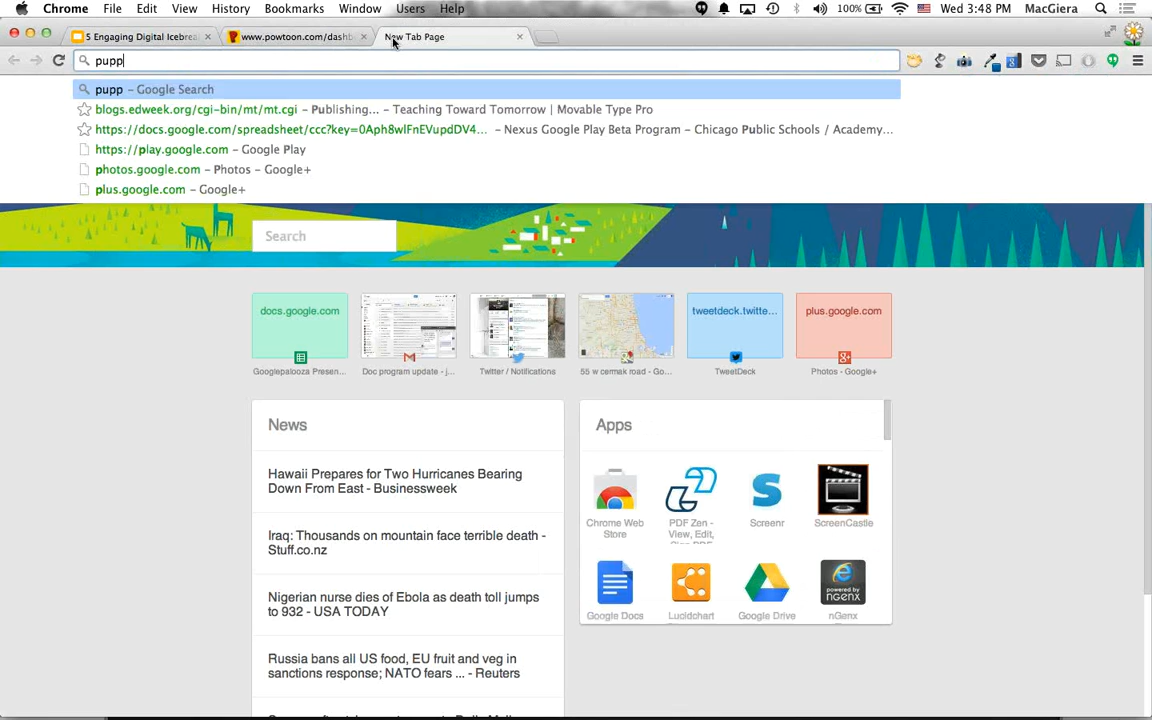 Chrome File Edit View History Bookmarks Window Users Help 100% Wed 3:48 PM MacGiera
5 Engaging Digital Icebrea www.powtoon.com/dashb New Tab Page
pupp
pupp – Google Search
blogs.edweek.org/cgi-bin/mt/mt.cgi – Publishing... – Teaching Toward Tomorrow | Movable Type Pro
https://docs.google.com/spreadsheet/ccc?key=0Aph8wlFnEVupdDV4... – Nexus Google Play Beta Program – Chicago Public Schools / Academy...
https://play.google.com – Google Play
photos.google.com – Photos – Google+
plus.google.com – Google+
Search
docs.google.com tweetdeck.twitte... plus.google.com
Googlepalooza Presen... Doc program update - j... Twitter / Notifications 55 w cermak road - Go... TweetDeck Photos - Google+
News
Hawaii Prepares for Two Hurricanes Bearing
Down From East - Businessweek
Iraq: Thousands on mountain face terrible death -
Stuff.co.nz
Nigerian nurse dies of Ebola as death toll jumps
to 932 - USA TODAY
Russia bans all US food, EU fruit and veg in
sanctions response; NATO fears ... - Reuters
Apps
Chrome Web
Store
PDF Zen -
View, Edit,
Screenr
ScreenCastle
Google Docs
Lucidchart
Google Drive
powered by
ngenx
nGenx